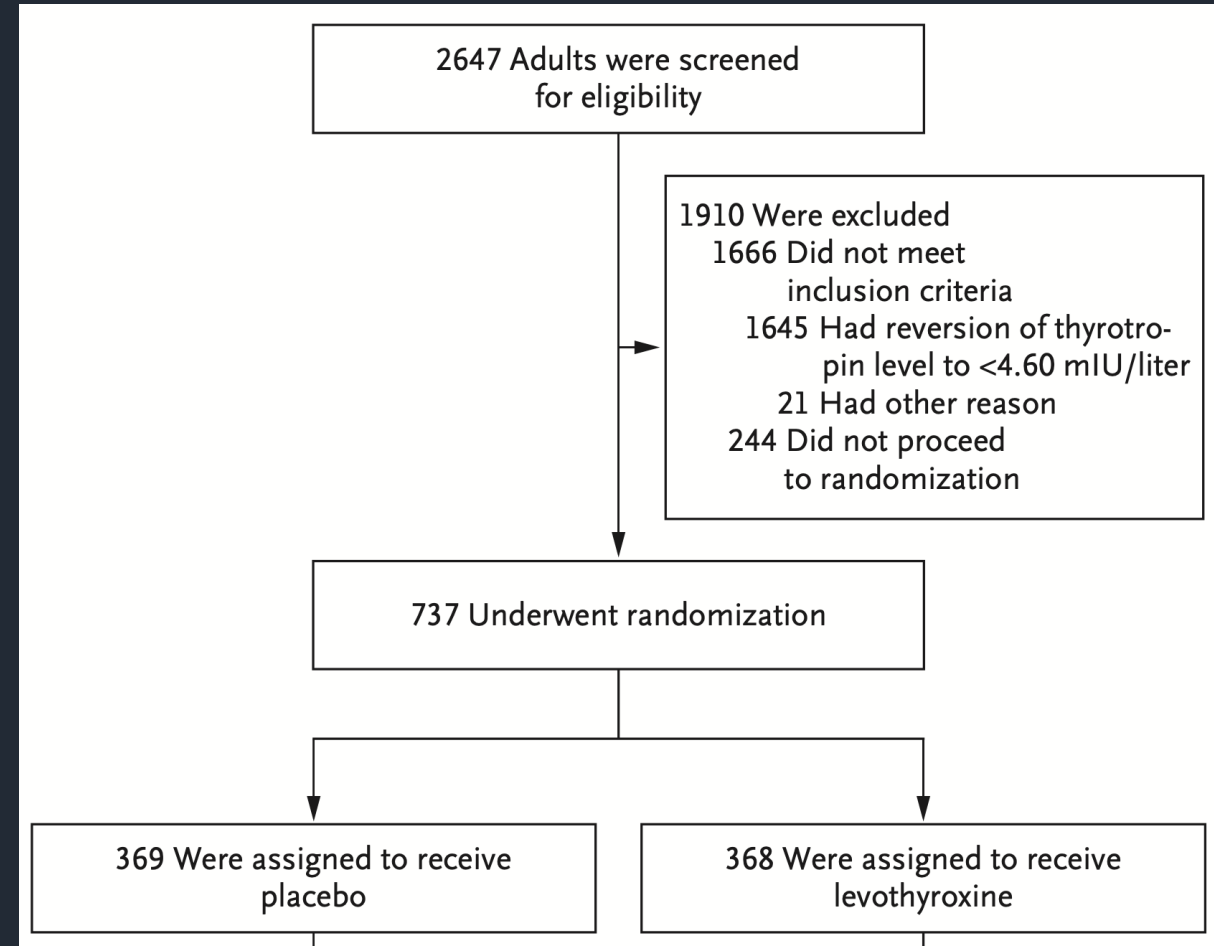 2647 Adults were screened
for eligibility
1910 Were excluded
1666 Did not meet
inclusion criteria
1645 Had reversion of thyrotro-
pin level to <4.60 mIU/liter
21 Had other reason
244 Did not proceed
to randomization
737 Underwent randomization
369 Were assigned to receive
placebo
368 Were assigned to receive
levothyroxine